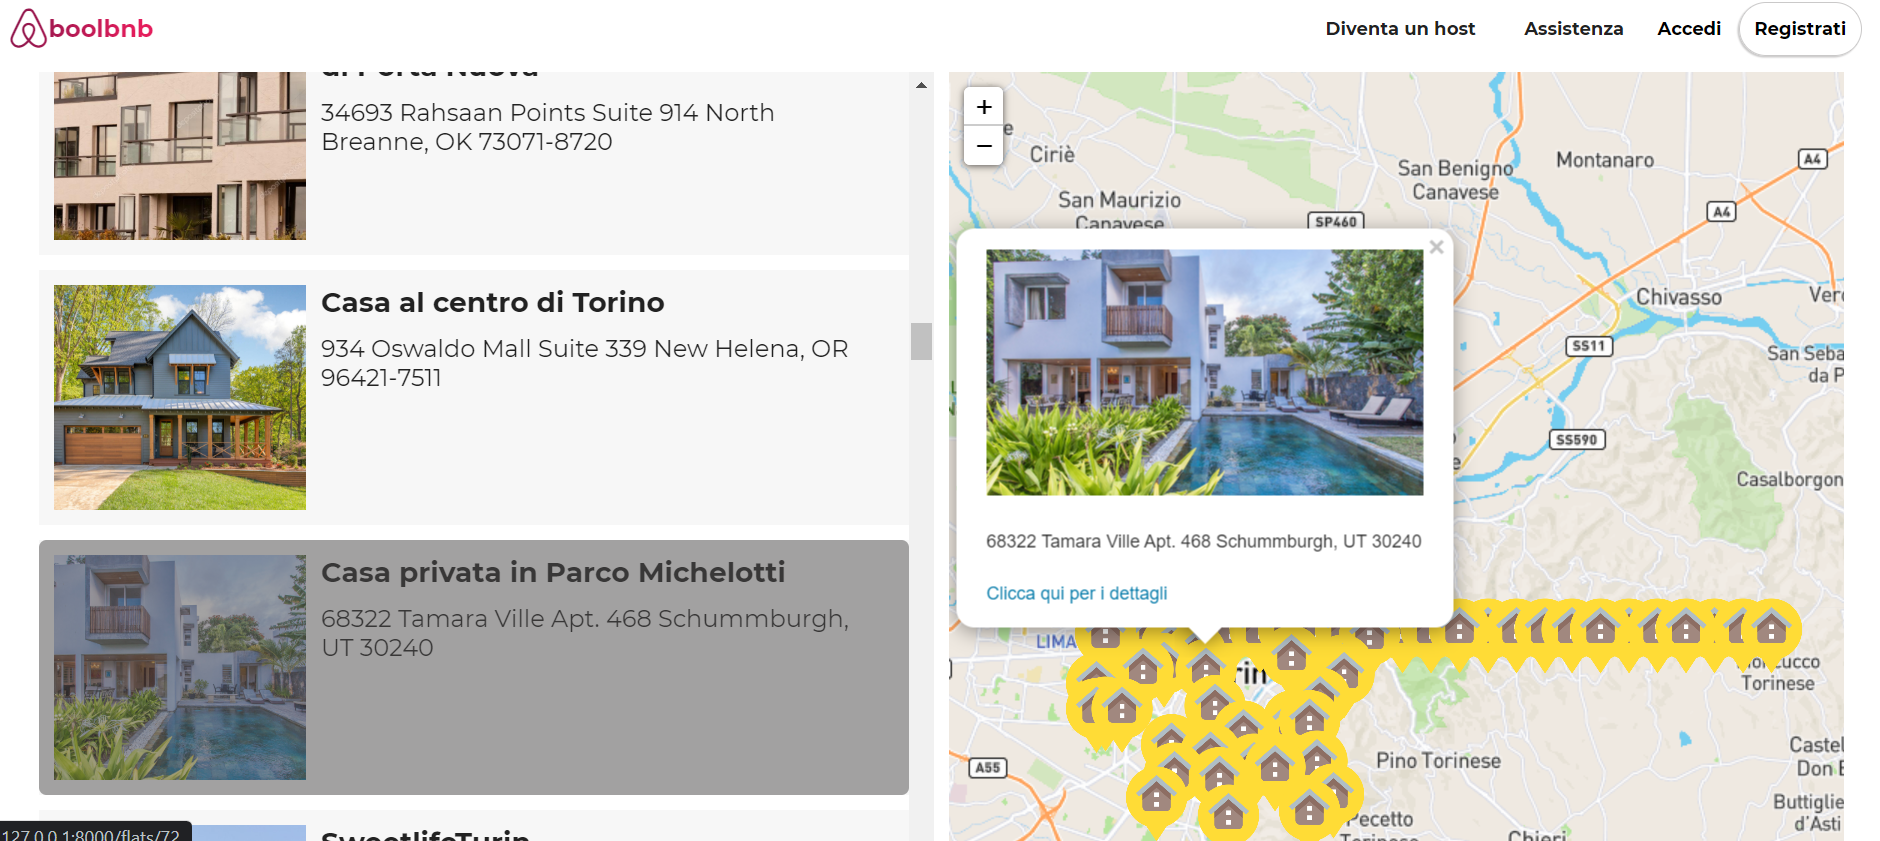 boolbnb
Diventa un host
Assistenza
Accedi
Registrati
di Porta Nuova
34693 Rahsaan Points Suite 914 North
Breanne, OK 73071-8720
Casa al centro di Torino
934 Oswaldo Mall Suite 339 New Helena, OR
96421-7511
Casa privata in Parco Michelotti
68322 Tamara Ville Apt. 468 Schummburgh,
UT 30240
SweetlifeTurin
127.0.0.1:8000/flats/72
+
−
Ciriè
San Benigno
Canavese
Montanaro
A4
San Maurizio
Canavese
SP460
A4
×
Chivasso
Ver
SS11
San Seba
da P
SS590
Casalborgon
68322 Tamara Ville Apt. 468 Schummburgh, UT 30240
Clicca qui per i dettagli
LIMA
rin
Torinese
A55
Pino Torinese
Castel
Don B
Buttiglie
d'Asti
Pecetto
Torinese
Chieri